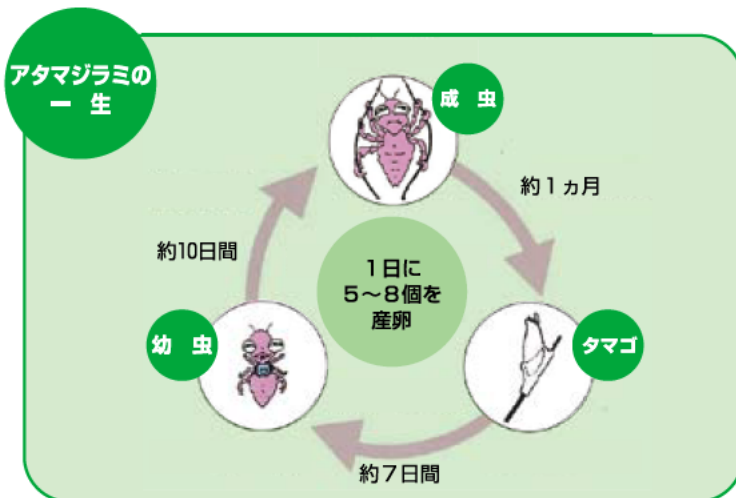 アタマジラミの
一 生
成 虫
約１ヵ月
約10日間
１日に
５〜８個を
産卵
幼 虫
タマゴ
約７日間